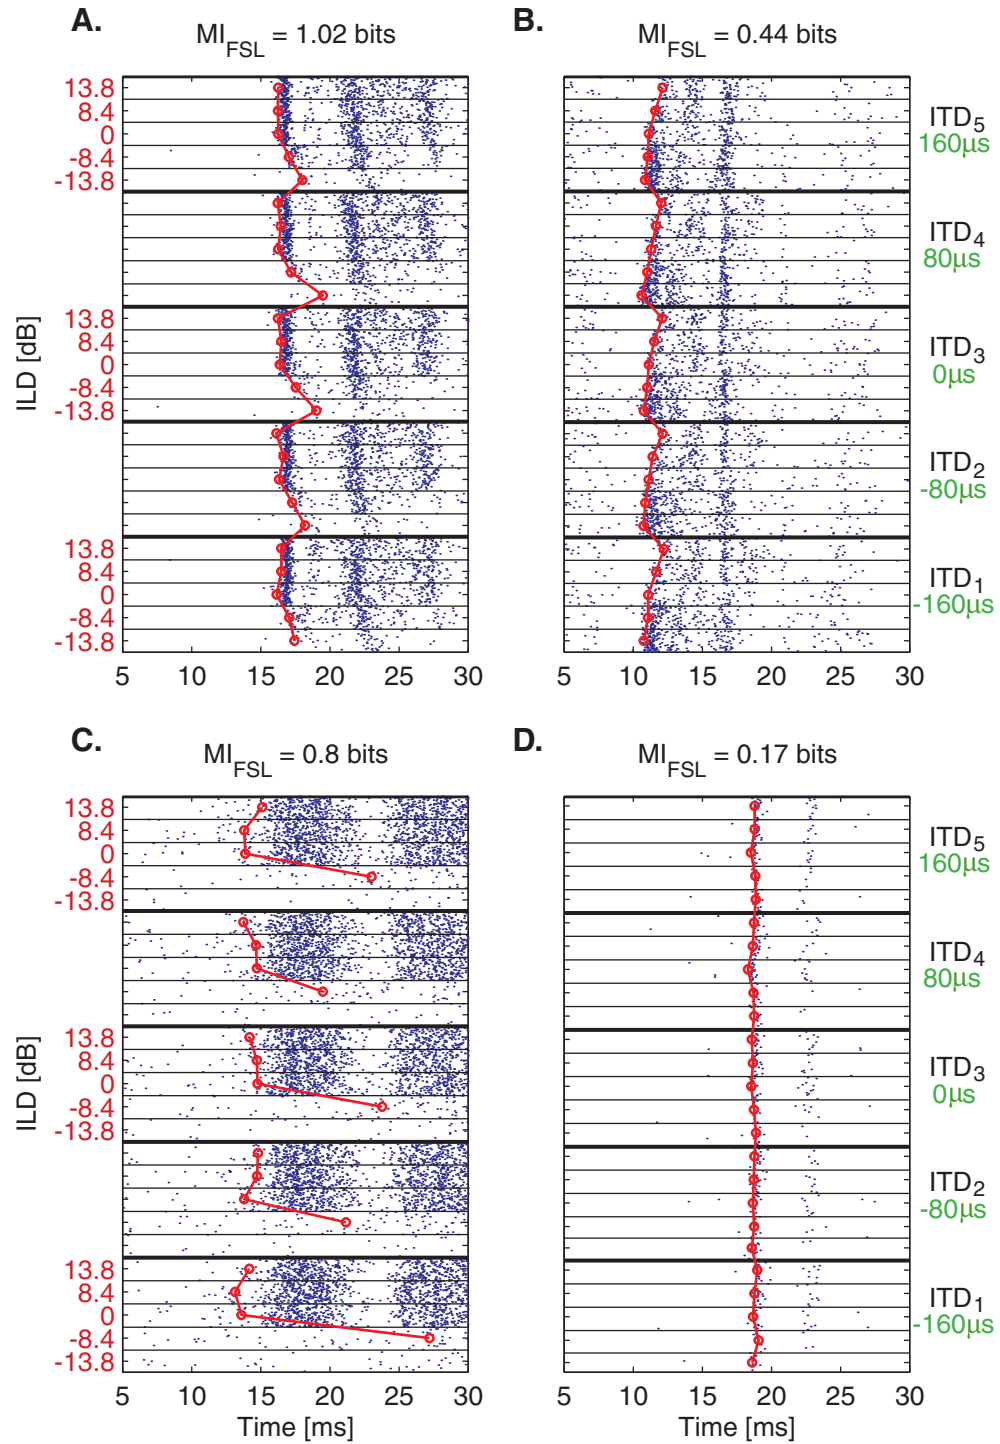 A.
MI_FSL = 1.02 bits
B.
MI_FSL = 0.44 bits
13.8
8.4
0
-8.4
-13.8
ITD5
160µs
ITD4
80µs
ILD [dB]
13.8
8.4
0
-8.4
-13.8
ITD3
0µs
ITD2
-80µs
13.8
8.4
0
-8.4
-13.8
ITD1
-160µs
5 10 15 20 25 30
5 10 15 20 25 30
C.
MI_FSL = 0.8 bits
D.
MI_FSL = 0.17 bits
13.8
8.4
0
-8.4
-13.8
ITD5
160µs
ITD4
80µs
ILD [dB]
13.8
8.4
0
-8.4
-13.8
ITD3
0µs
ITD2
-80µs
13.8
8.4
0
-8.4
-13.8
ITD1
-160µs
5 10 15 20 25 30
Time [ms]
5 10 15 20 25 30
Time [ms]